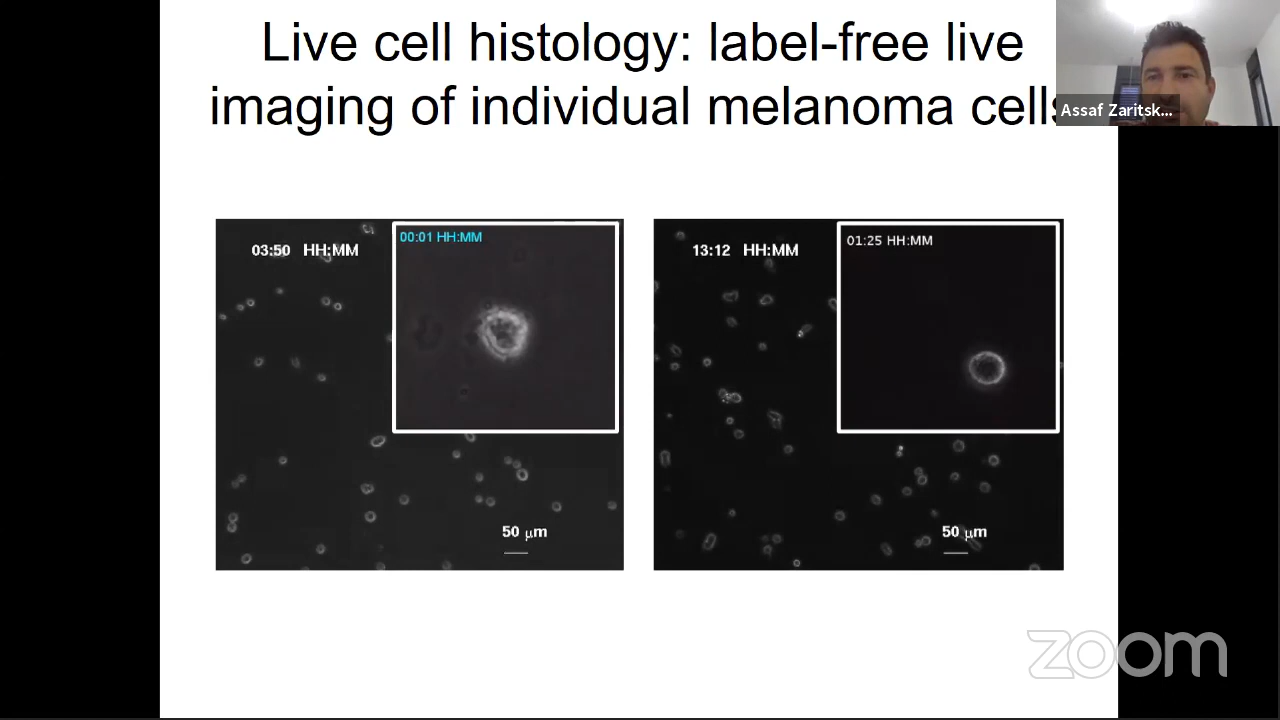 Live cell histology: label-free live
imaging of individual melanoma cells
Assaf Zaritsk...
03:50 HH:MM
00:01 HH:MM
50 μm
13:12 HH:MM
01:25 HH:MM
50 μm
zoom